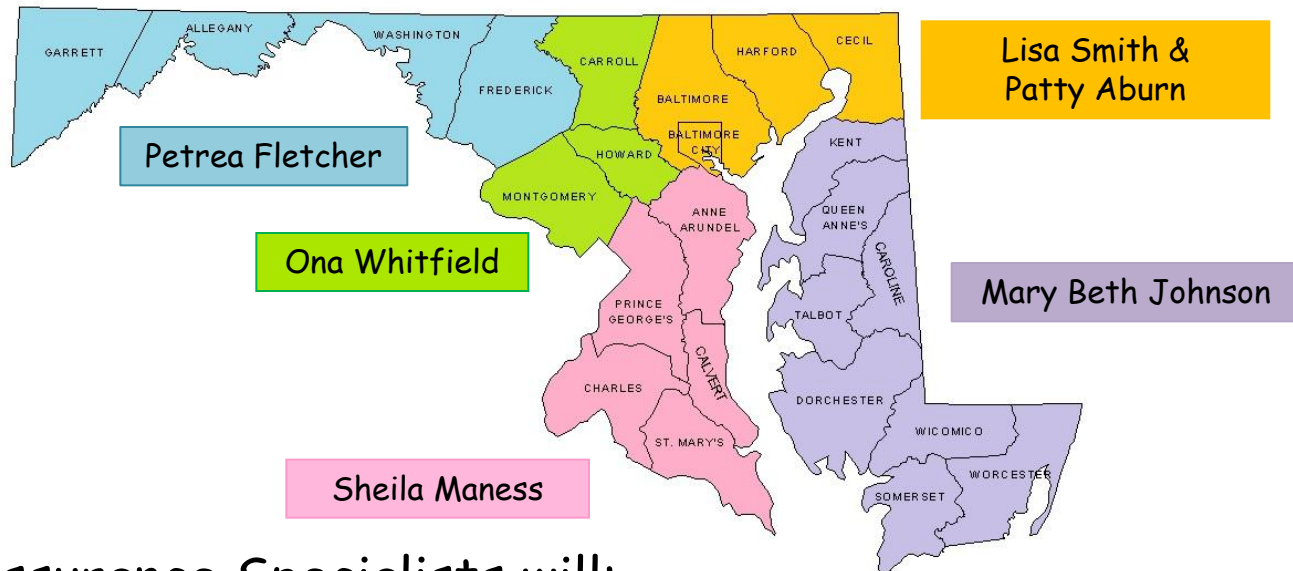 GARRETT
ALLEGANY
WASHINGTON
FREDERICK
CARROLL
BALTIMORE
HARFORD
CECIL
BALTIMORE
CITY
HOWARD
MONTGOMERY
Lisa Smith &
Patty Aburn
Petrea Fletcher
Ona Whitfield
KENT
QUEEN
ANNE'S
CAROLINE
TALBOT
ANNE
ARUNDEL
PRINCE
GEORGE'S
CALVERT
CHARLES
ST. MARY'S
Mary Beth Johnson
DORCHESTER
WICOMICO
WORCESTER
SOMERSET
Sheila Maness
Specialists will: